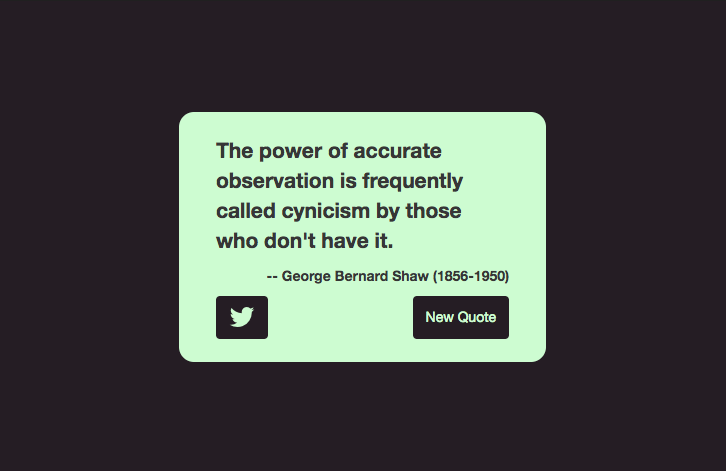 The power of accurate
observation is frequently
called cynicism by those
who don't have it.
-- George Bernard Shaw (1856-1950)
New Quote